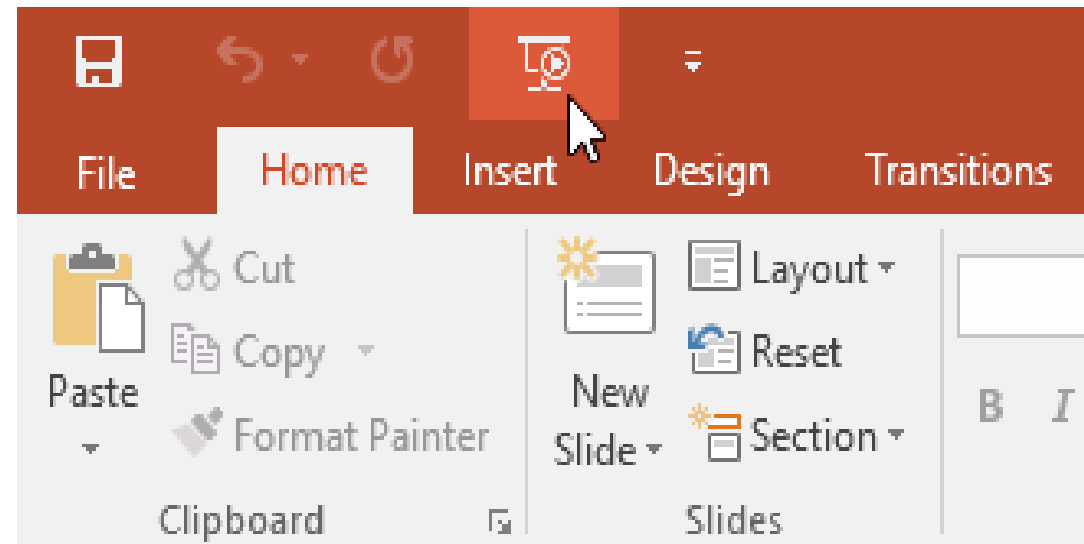 File Home Insert Design Transitions
Cut
Copy
Format Painter
Paste
Clipboard
New
Slide
Layout
Reset
Section
Slides
B I